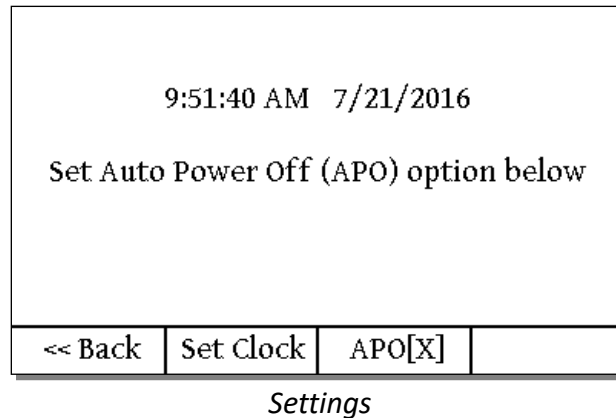 9:51:40 AM 7/21/2016
Set Auto Power Off (APO) option below
<< Back Set Clock APO[X]
Settings